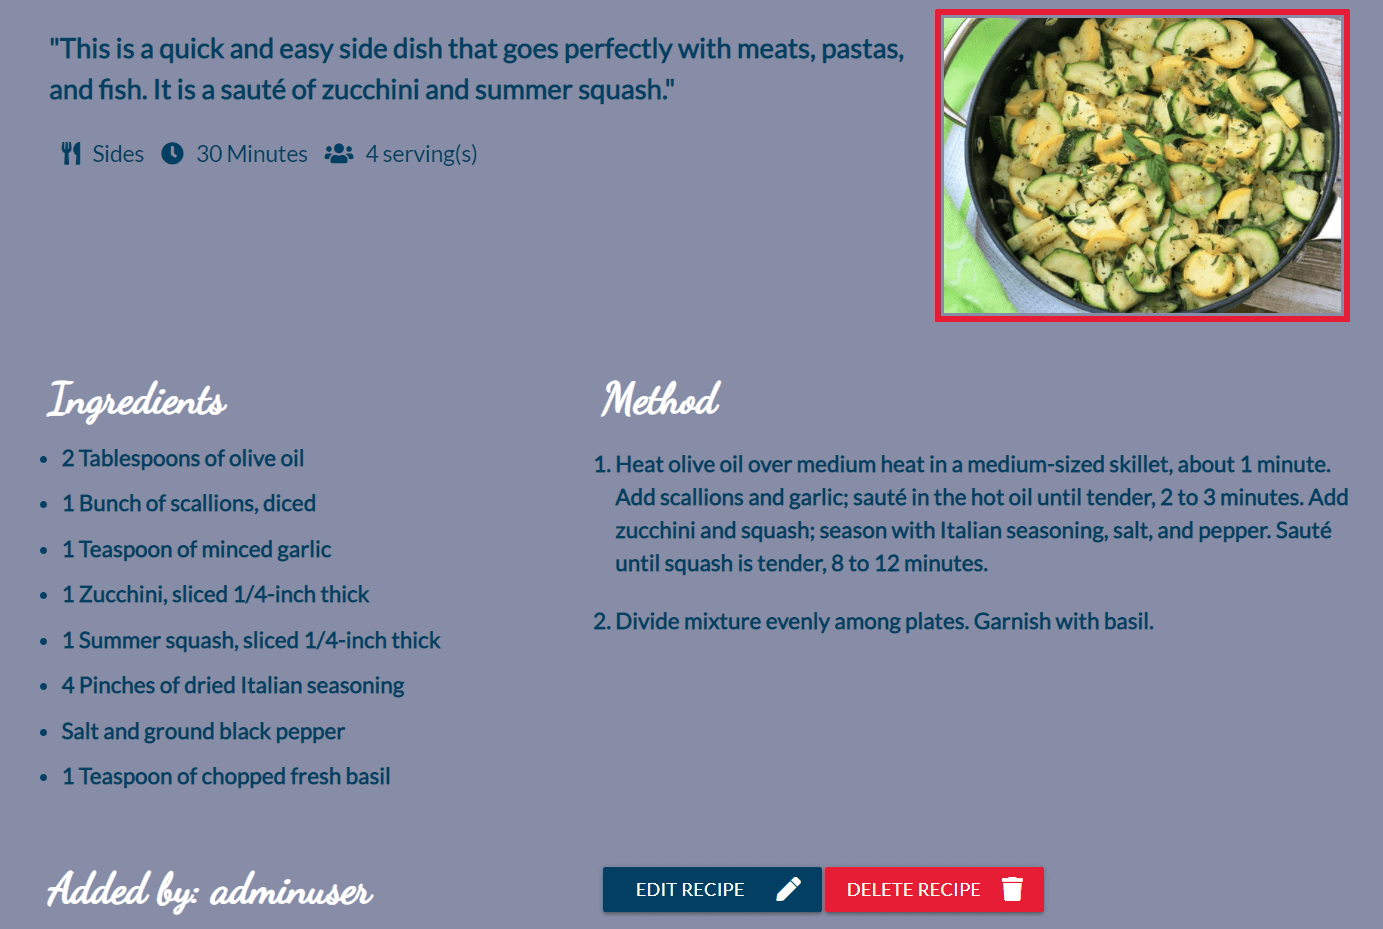 "This is a quick and easy side dish that goes perfectly with meats, pastas,
and fish. It is a sauté of zucchini and summer squash."
Sides 30 Minutes 4 serving(s)
Ingredients
2 Tablespoons of olive oil
1 Bunch of scallions, diced
1 Teaspoon of minced garlic
1 Zucchini, sliced 1/4-inch thick
1 Summer squash, sliced 1/4-inch thick
4 Pinches of dried Italian seasoning
Salt and ground black pepper
1 Teaspoon of chopped fresh basil
Method
1. Heat olive oil over medium heat in a medium-sized skillet, about 1 minute.
Add scallions and garlic; sauté in the hot oil until tender, 2 to 3 minutes. Add
zucchini and squash; season with Italian seasoning, salt, and pepper. Sauté
until squash is tender, 8 to 12 minutes.
2. Divide mixture evenly among plates. Garnish with basil.
Added by: adminuser
EDIT RECIPE
DELETE RECIPE